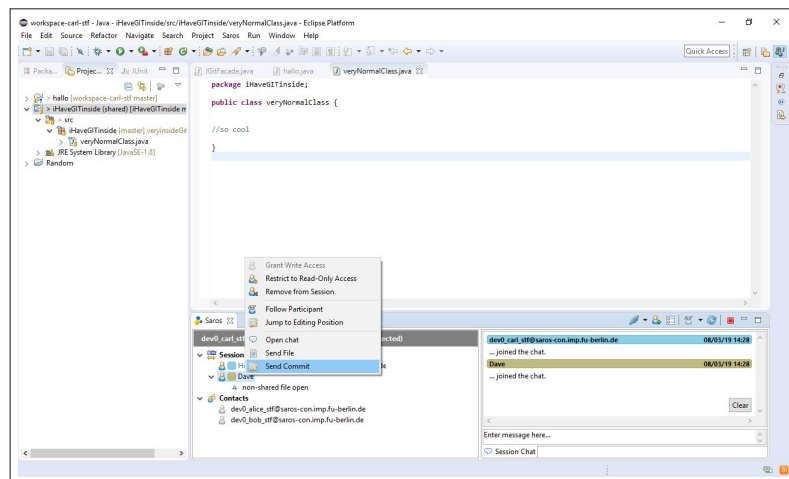 workspace-carl-stf - Java - iHaveGITinside/src/iHaveGITinside/veryNormalClass.java - Eclipse Platform
File Edit Source Refactor Navigate Search Project Saros Run Window Help
Quick Access
Packa... Projec... JUnit
JGitFacade.java hallo.java veryNormalClass.java
> hallo [workspace-carl-stf master]
> iHaveGITinside (shared) [iHaveGITinside m
> src
iHaveGITinside [master] veryinsideGit
veryNormalClass.java
JRE System Library [JavaSE-1.8]
Random
package iHaveGITinside;
public class veryNormalClass {
//so cool
}
Grant Write Access
Restrict to Read-Only Access
Remove from Session
Follow Participant
Jump to Editing Position
Open chat
Send File
Send Commit
Saros
dev0_carl_stf ected)
Session
Dave
non-shared file open
Contacts
dev0_alice_stf@saros-con.imp.fu-berlin.de
dev0_bob_stf@saros-con.imp.fu-berlin.de
dev0_carl_stf@saros-con.imp.fu-berlin.de 08/03/19 14:28
... joined the chat.
Dave 08/03/19 14:28
... joined the chat.
Clear
Enter message here...
Session Chat